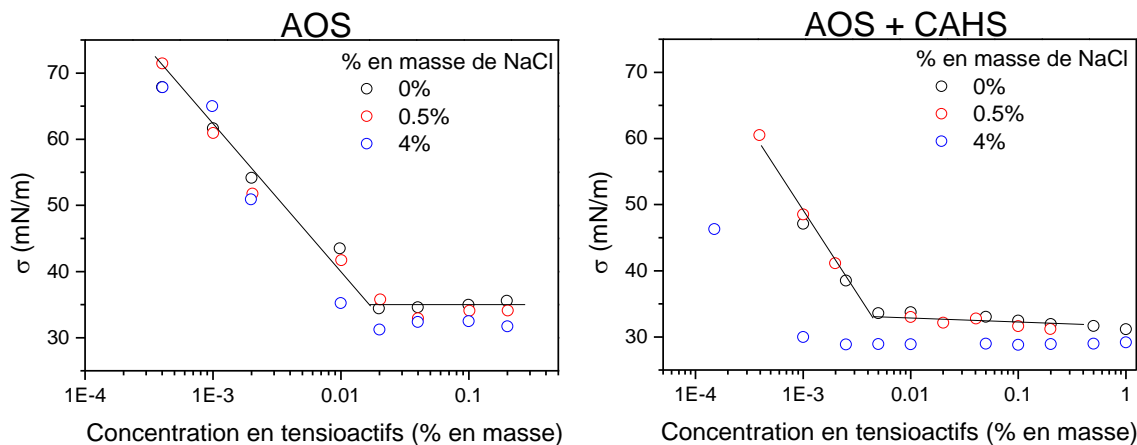 AOS
% en masse de NaCl
0%
0.5%
4%
70
60
50
40
30
σ (mN/m)
1E-4
1E-3
0.01
0.1
Concentration en tensioactifs (% en masse)
AOS + CAHS
% en masse de NaCl
0%
0.5%
4%
70
60
50
40
30
σ (mN/m)
1E-4
1E-3
0.01
0.1
1
Concentration en tensioactifs (% en masse)